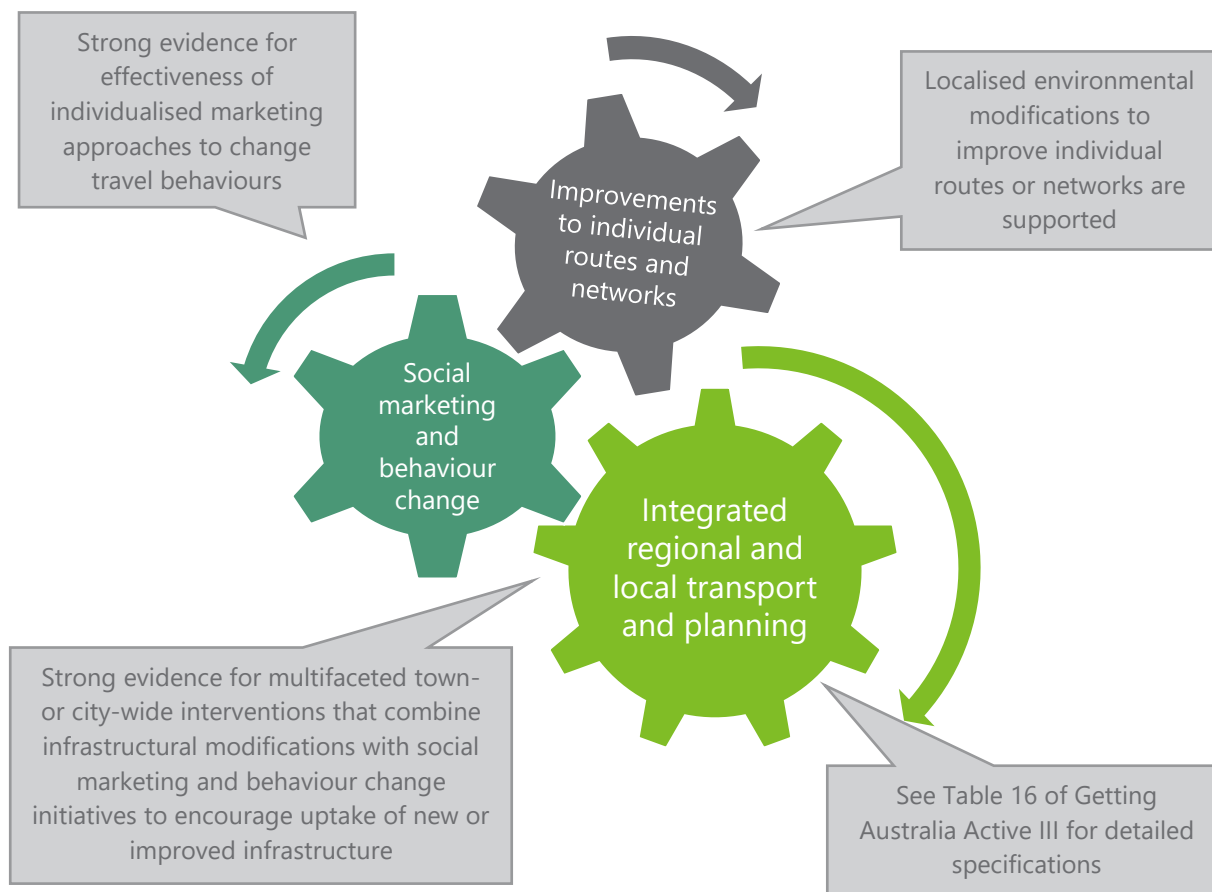 Strong evidence for
effectiveness of
individualised marketing
approaches to change
travel behaviours
Localised environmental
modifications to
improve individual
routes or networks are
supported
Improvements
to individual
routes and
networks
Social
marketing
and
behaviour
change
Integrated
regional and
local transport
and planning
Strong evidence for multifaceted town-
or city-wide interventions that combine
infrastructural modifications with social
marketing and behaviour change
initiatives to encourage uptake of new or
improved infrastructure
See Table 16 of Getting
Australia Active III for detailed
specifications